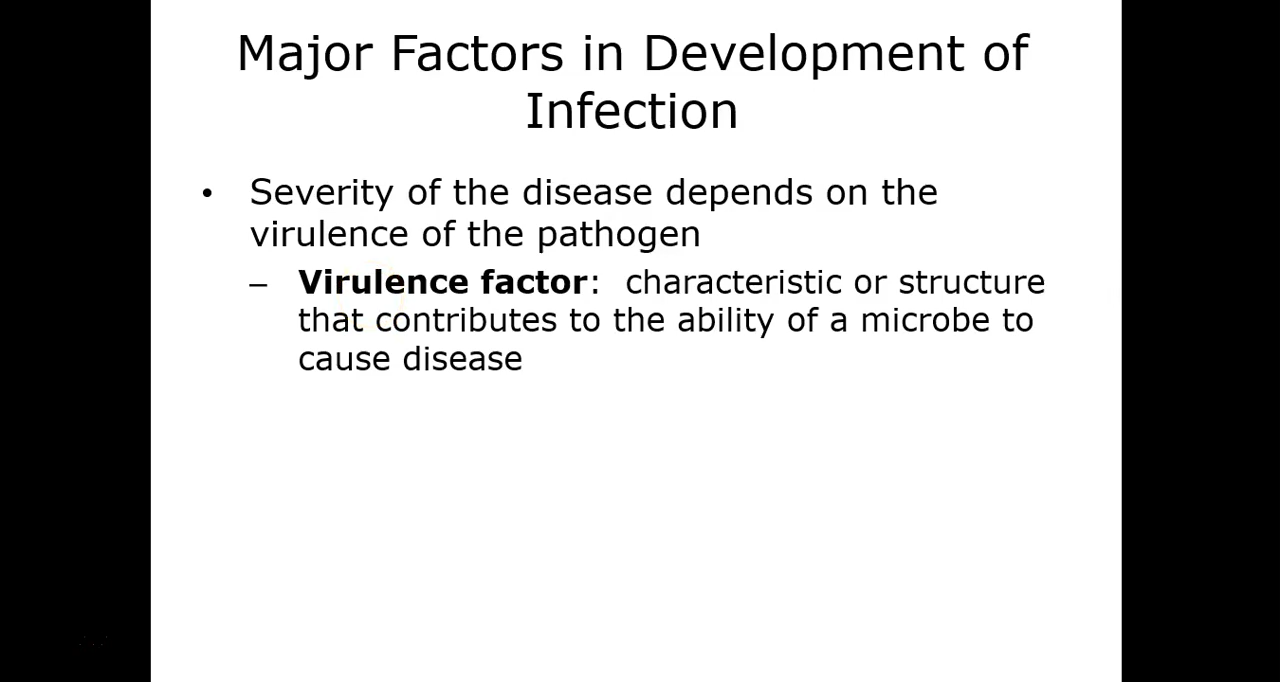 Major Factors in Development of
Infection
• Severity of the disease depends on the
virulence of the pathogen
– Virulence factor:  characteristic or structure
that contributes to the ability of a microbe to
cause disease